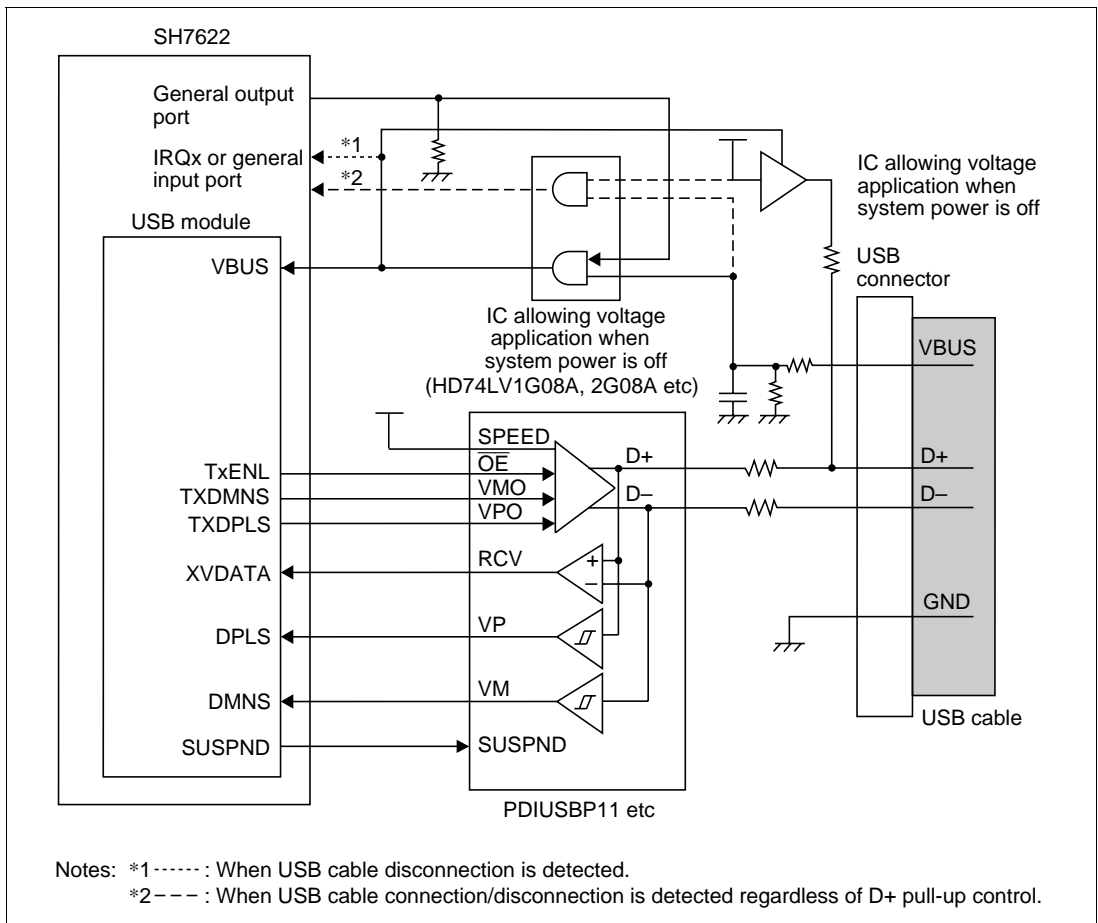 SH7622
General output
port
*1
IRQx or general
input port
*2
USB module
VBUS
IC allowing voltage
application when
system power is off
USB
connector
IC allowing voltage
application when
system power is off
(HD74LV1G08A, 2G08A etc)
VBUS
SPEED
TxENL
OE
D+
D+
TXDMNS
VMO
D–
D–
TXDPLS
VPO
XVDATA
RCV
+
–
GND
DPLS
VP
DMNS
VM
USB cable
SUSPND
SUSPND
PDIUSBP11 etc
Notes: *1 ------ : When USB cable disconnection is detected.
*2 – – – : When USB cable connection/disconnection is detected regardless of D+ pull-up control.